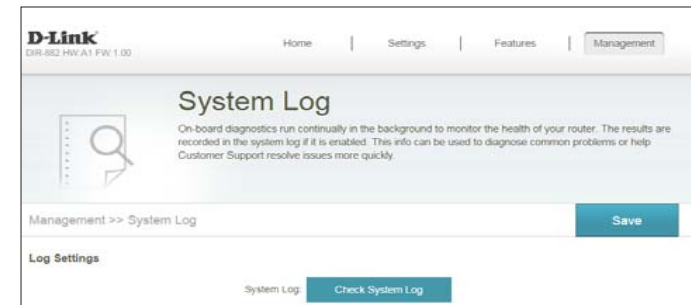 D-Link
DIR-882 HW:A1 FW:1.00
Home | Settings | Features | Management
System Log
On-board diagnostics run continually in the background to monitor the health of your router. The results are
recorded in the system log if it is enabled. This info can be used to diagnose common problems or help
Customer Support resolve issues more quickly.
Management >> System Log
Save
Log Settings
System Log: Check System Log